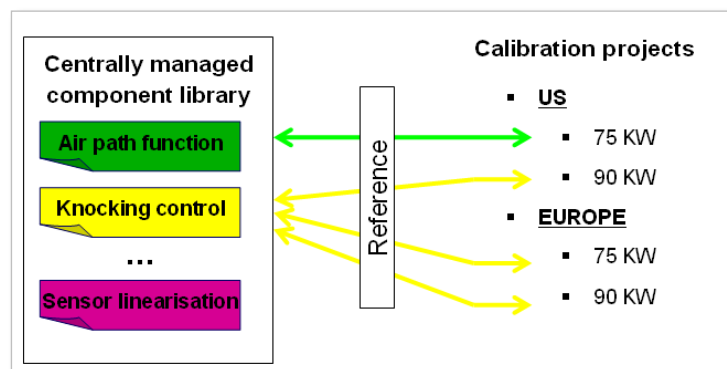 Centrally managed
component library
Air path function
Knocking control
...
Sensor linearisation
Reference
Calibration projects
▪ US
▪ 75 KW
▪ 90 KW
▪ EUROPE
▪ 75 KW
▪ 90 KW